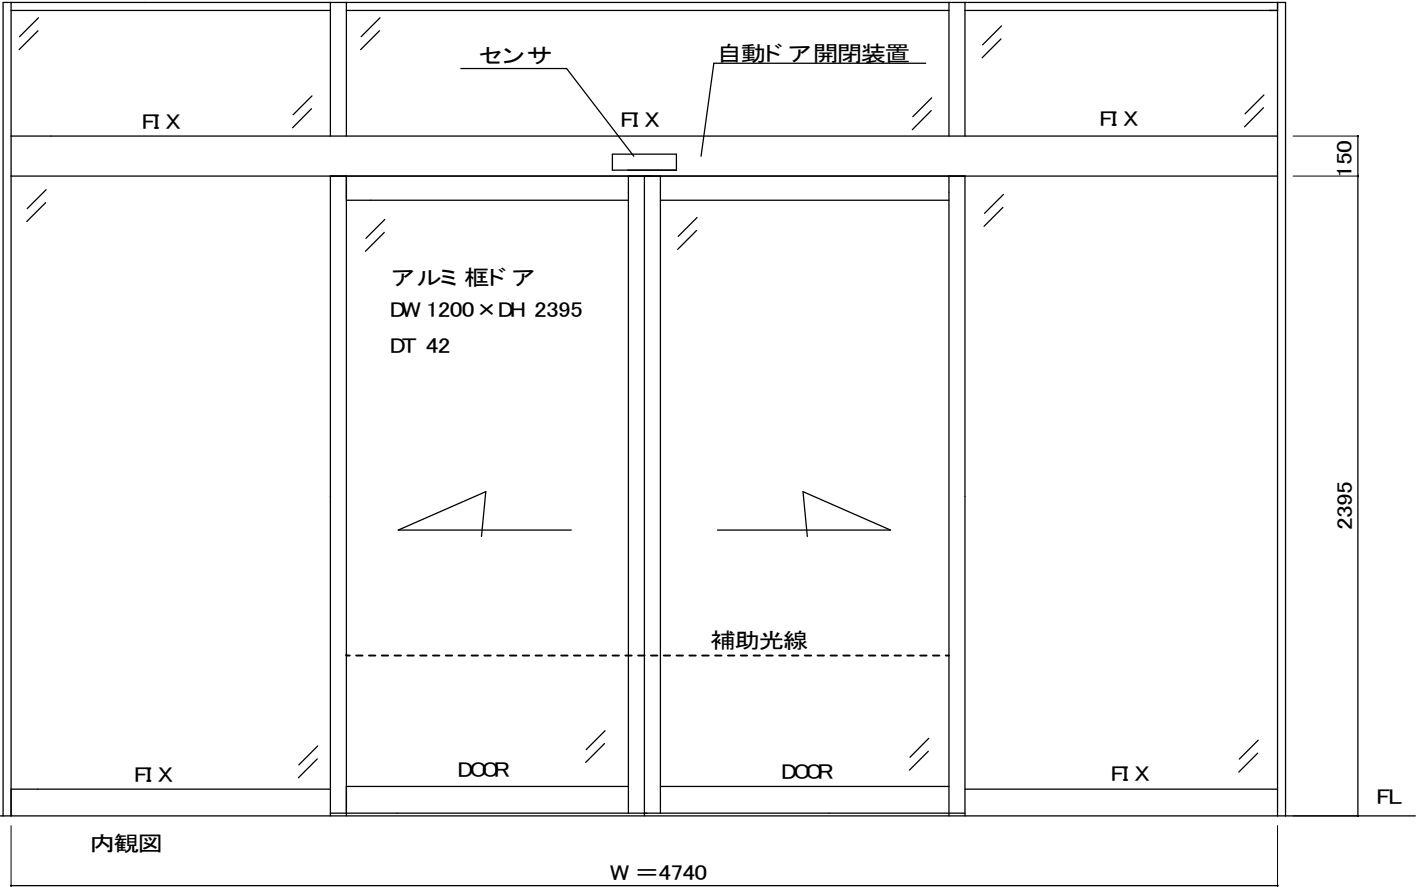 センサ
自動ドア開閉装置
FIX
FIX
FIX
150
アルミ框ドア
DW 1200×DH 2395
DT 42
2395
補助光線
FIX
DOOR
DOOR
FIX
FL
内観図
W=4740